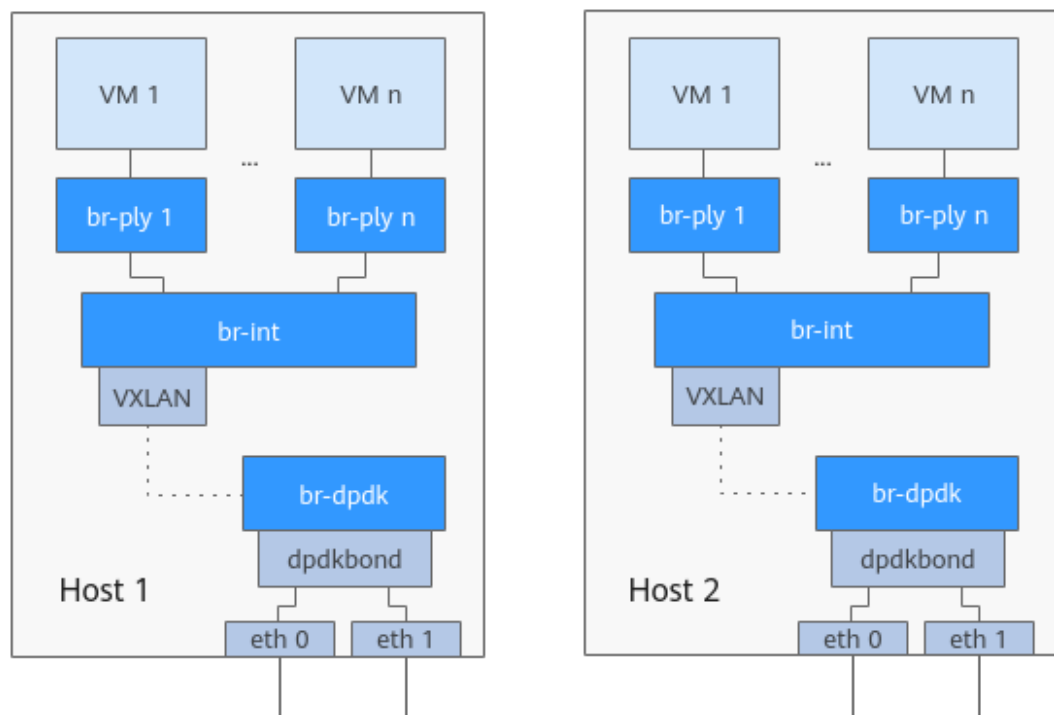 VM 1
VM n
...
br-ply 1
br-ply n
br-int
VXLAN
br-dpdk
dpdkbond
Host 1
eth 0
eth 1
VM 1
VM n
...
br-ply 1
br-ply n
br-int
VXLAN
br-dpdk
dpdkbond
Host 2
eth 0
eth 1